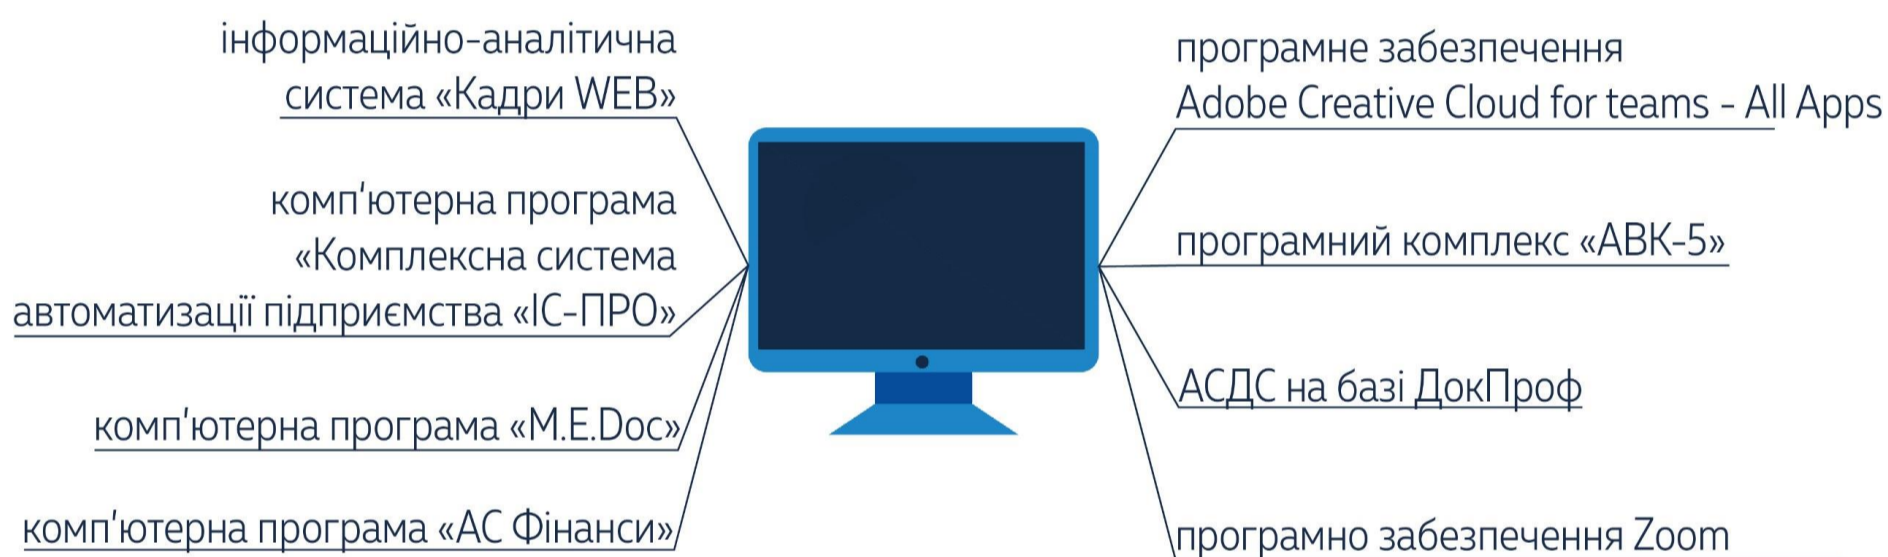 інформаційно-аналітична
система «Кадри WEB»
комп'ютерна програма
«Комплексна система
автоматизації підприємства «ІС-ПРО»
комп'ютерна програма «M.E.Doc»
комп'ютерна програма «АС Фінанси»
програмне забезпечення
Adobe Creative Cloud for teams - All Apps
програмний комплекс «АВК-5»
АСДС на базі ДокПроф
програмно забезпечення Zoom